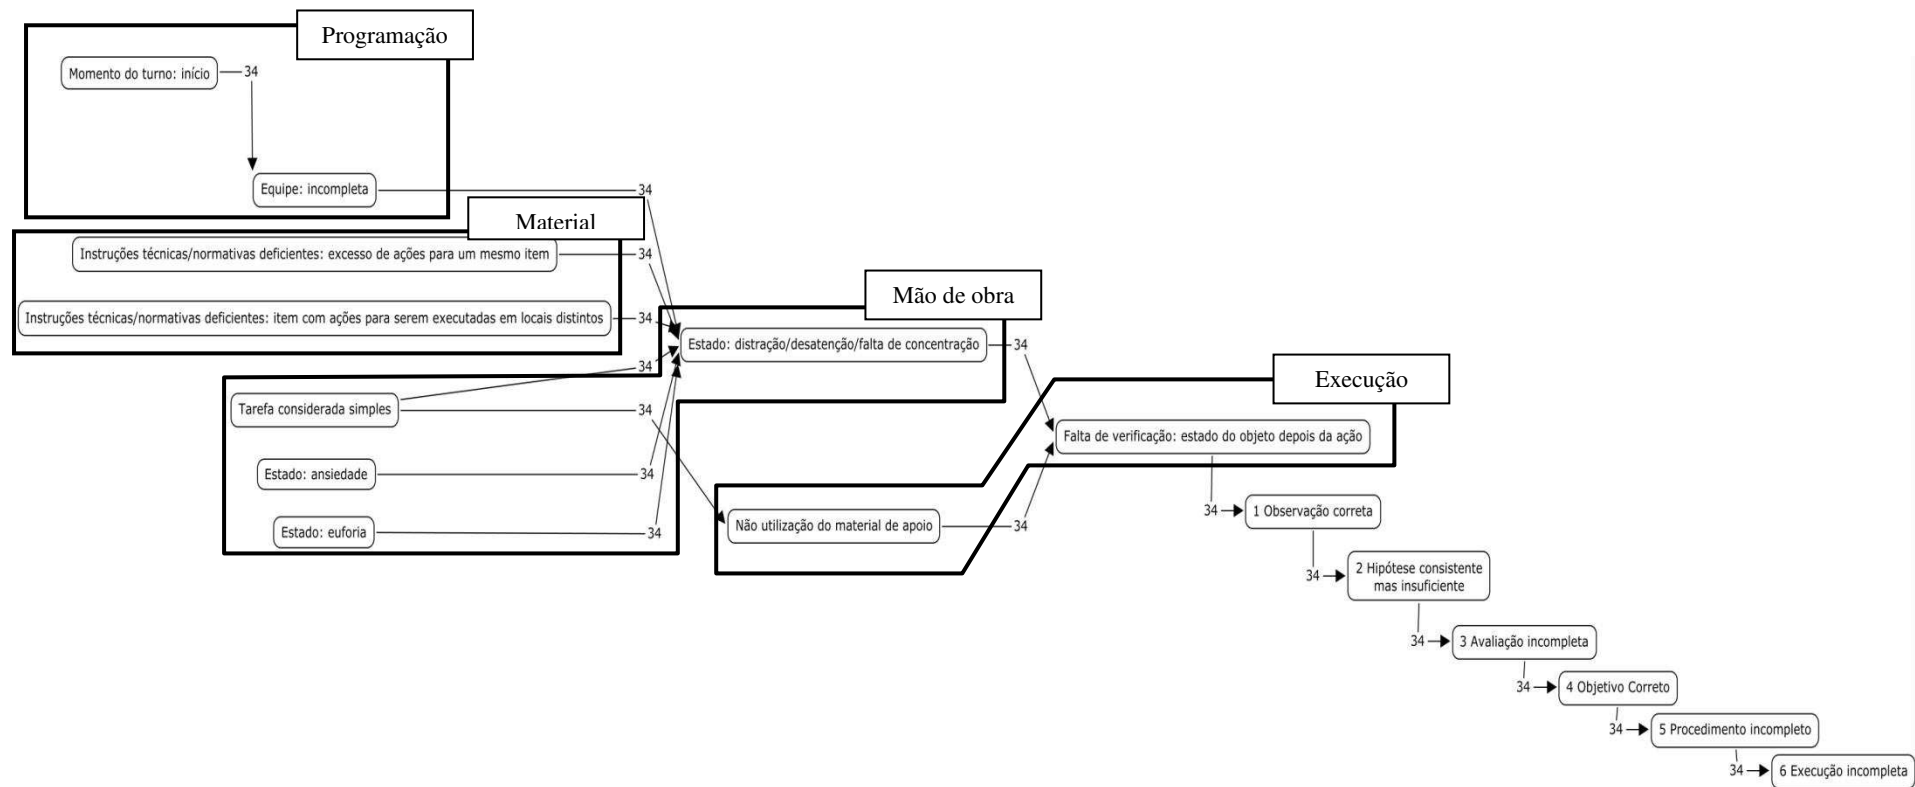 Programação
Momento do turno: início
34
Equipe: incompleta
34
Material
Instruções técnicas/normativas deficientes: excesso de ações para um mesmo item
34
Mão de obra
Instruções técnicas/normativas deficientes: item com ações para serem executadas em locais distintos
34
Estado: distração/desatenção/falta de concentração
34
34
Execução
Tarefa considerada simples
34
Falta de verificação: estado do objeto depois da ação
Estado: ansiedade
34
34
1 Observação correta
Estado: euforia
34
Não utilização do material de apoio
34
34
2 Hipótese consistente
mas insuficiente
34
3 Avaliação incompleta
34
4 Objetivo Correto
34
5 Procedimento incompleto
34
6 Execução incompleta